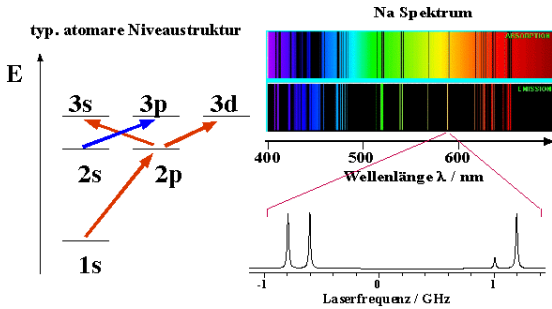 typ. atomare Niveaustruktur
E
3s 3p 3d
2s 2p
1s
Na Spektrum
ABSORPTION
EMISSION
400 500 600
Wellenlänge λ / nm
-1 0 1
Laserfrequenz / GHz